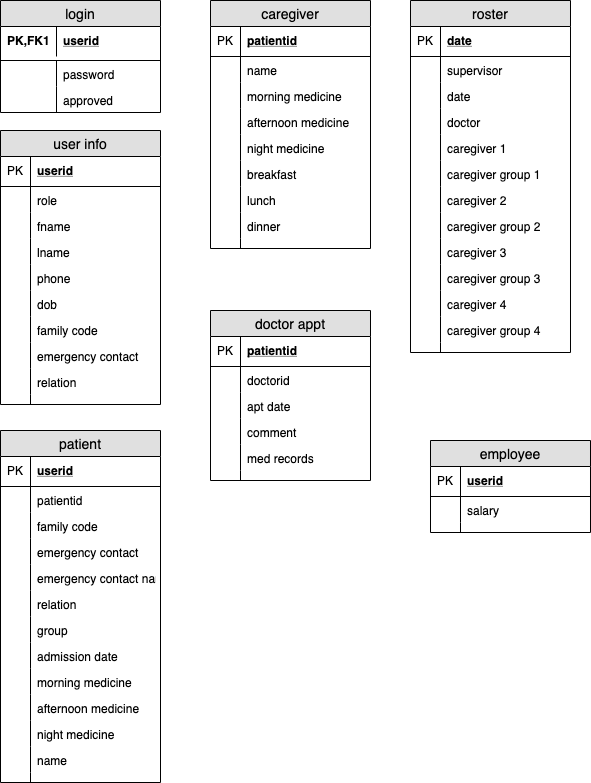 login
PK,FK1 userid
password
approved
user info
PK userid
role
fname
lname
phone
dob
family code
emergency contact
relation
patient
PK userid
patientid
family code
emergency contact
emergency contact na
relation
group
admission date
morning medicine
afternoon medicine
night medicine
name
caregiver
PK patientid
name
morning medicine
afternoon medicine
night medicine
breakfast
lunch
dinner
doctor appt
PK patientid
doctorid
apt date
comment
med records
roster
PK date
supervisor
date
doctor
caregiver 1
caregiver group 1
caregiver 2
caregiver group 2
caregiver 3
caregiver group 3
caregiver 4
caregiver group 4
employee
PK userid
salary